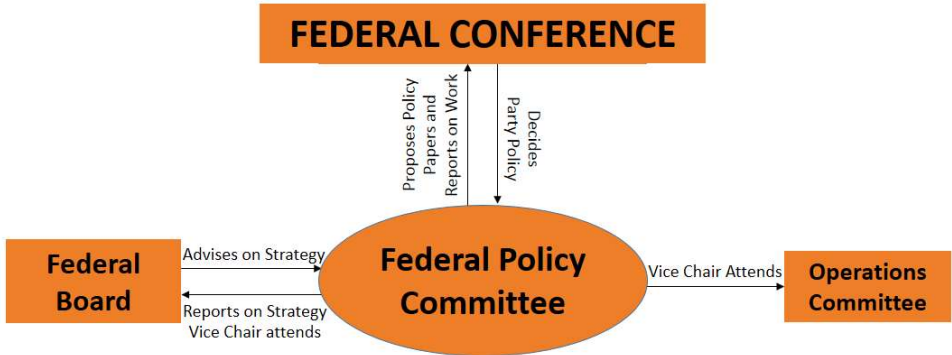 FEDERAL CONFERENCE
Proposes Policy
Papers and
Reports on Work
Decides
Party Policy
Federal
Board
Advises on Strategy
Reports on Strategy
Vice Chair attends
Federal Policy
Committee
Vice Chair Attends
Operations
Committee